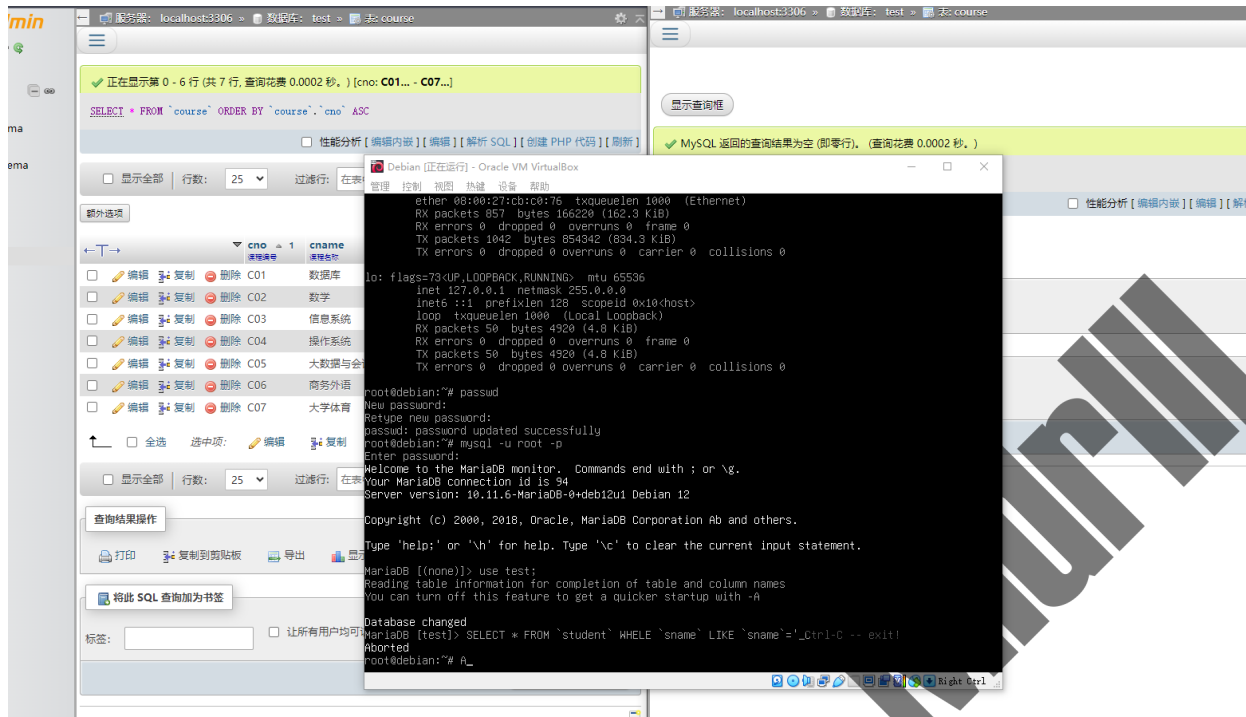 dmin
ma
ema
服务器: localhost:3306 » 数据库: test » 表: course
正在显示第 0 - 6 行 (共 7 行, 查询花费 0.0002 秒。) [cno: C01... - C07...]
SELECT * FROM `course` ORDER BY `course`.`cno` ASC
性能分析 [ 编辑内嵌 ] [ 编辑 ] [ 解析 SQL ] [ 创建 PHP 代码 ] [ 刷新 ]
显示全部 行数: 25 过滤行: 在表
额外选项
←T→ cno 1 cname
课程编号 课程名称
编辑 复制 删除 C01 数据库
编辑 复制 删除 C02 数学
编辑 复制 删除 C03 信息系统
编辑 复制 删除 C04 操作系统
编辑 复制 删除 C05 大数据与会
编辑 复制 删除 C06 商务外语
编辑 复制 删除 C07 大学体育
全选 选中项: 编辑 复制
显示全部 行数: 25 过滤行: 在表
查询结果操作
打印 复制到剪贴板 导出 显示
将此 SQL 查询加为书签
标签: 让所有用户均可
服务器: localhost:3306 » 数据库: test » 表: course
显示查询框
MySQL 返回的查询结果为空 (即零行)。 (查询花费 0.0002 秒。)
性能分析 [ 编辑内嵌 ] [ 编辑 ] [ 解
Debian [正在运行] - Oracle VM VirtualBox
管理 控制 视图 热键 设备 帮助
ether 08:00:27:cb:c0:76 txqueuelen 1000 (Ethernet)
RX packets 857 bytes 166220 (162.3 KiB)
RX errors 0 dropped 0 overruns 0 frame 0
TX packets 1042 bytes 854342 (834.3 KiB)
TX errors 0 dropped 0 overruns 0 carrier 0 collisions 0
lo: flags=73<UP,LOOPBACK,RUNNING> mtu 65536
inet 127.0.0.1 netmask 255.0.0.0
inet6 ::1 prefixlen 128 scopeid 0x10<host>
loop txqueuelen 1000 (Local Loopback)
RX packets 50 bytes 4920 (4.8 KiB)
RX errors 0 dropped 0 overruns 0 frame 0
TX packets 50 bytes 4920 (4.8 KiB)
TX errors 0 dropped 0 overruns 0 carrier 0 collisions 0
root@debian:~# passwd
New password:
Retype new password:
passwd: password updated successfully
root@debian:~# mysql -u root -p
Enter password:
Welcome to the MariaDB monitor. Commands end with ; or \g.
Your MariaDB connection id is 94
Server version: 10.11.6-MariaDB-0+deb12u1 Debian 12
Copyright (c) 2000, 2018, Oracle, MariaDB Corporation Ab and others.
Type 'help;' or '\h' for help. Type '\c' to clear the current input statement.
MariaDB [(none)]> use test;
Reading table information for completion of table and column names
You can turn off this feature to get a quicker startup with -A
Database changed
MariaDB [test]> SELECT * FROM `student` WHELE `sname` LIKE `sname`='_Ctrl-C -- exit!
Aborted
root@debian:~# A_
Right Ctrl